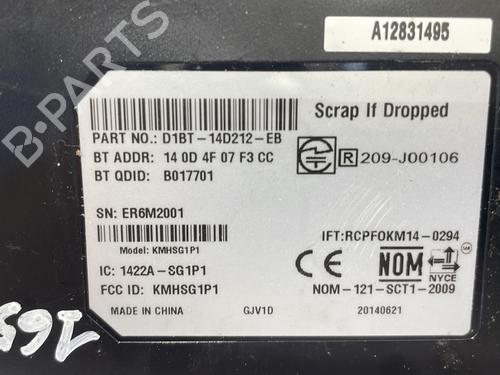 A12831495
Scrap If Dropped
PART NO.: D1BT-14D212-EB
BT ADDR: 14 0D 4F 07 F3 CC
R 209-J00106
BT QDID: B017701
SN: ER6M2001
IFT:RCPFOKM14-0294
Model: KMHSG1P1
IC: 1422A-SG1P1
CE NOM NYCE
FCC ID: KMHSG1P1
NOM-121-SCT1-2009
MADE IN CHINA GJV1D 20140621
B-PARTS